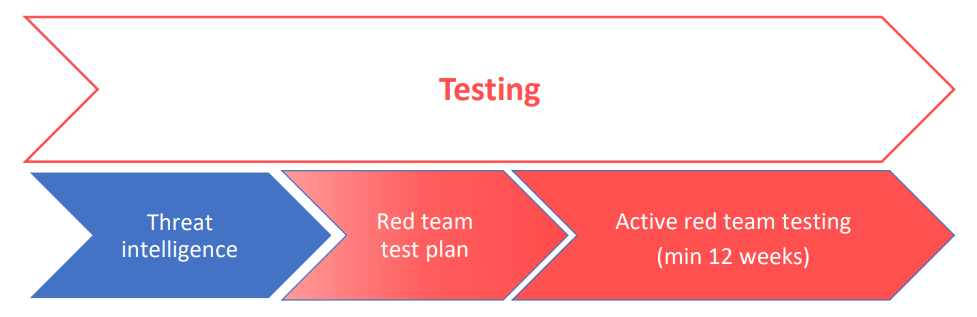 Testing
Threat
intelligence
Red team
test plan
Active red team testing
(min 12 weeks)